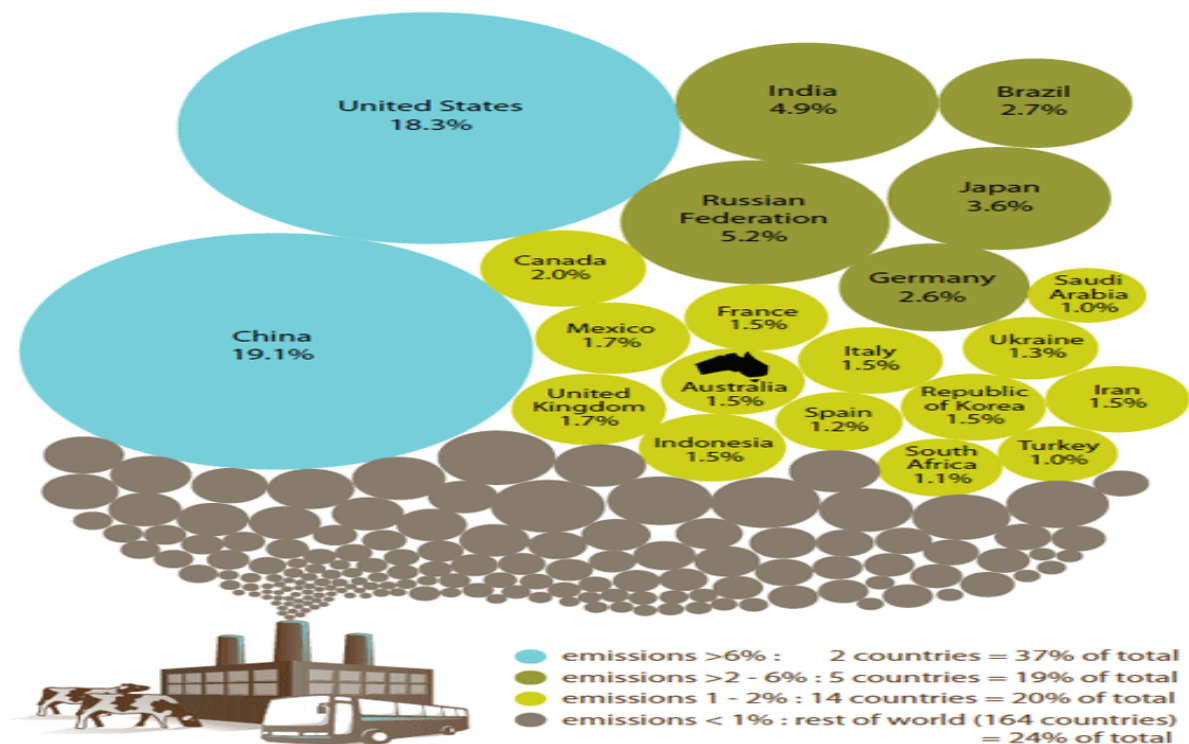 United States
18.3%
India
4.9%
Brazil
2.7%
Russian
Federation
5.2%
Japan
3.6%
Canada
2.0%
Germany
2.6%
Saudi
Arabia
1.0%
China
19.1%
Mexico
1.7%
France
1.5%
Italy
1.5%
Ukraine
1.3%
United
Kingdom
1.7%
Australia
1.5%
Spain
1.2%
Republic
of Korea
1.5%
Iran
1.5%
Indonesia
1.5%
South
Africa
1.1%
Turkey
1.0%
emissions >6% : 2 countries = 37% of total
emissions >2 - 6% : 5 countries = 19% of total
emissions 1 - 2% : 14 countries = 20% of total
emissions < 1% : rest of world (164 countries)
= 24% of total